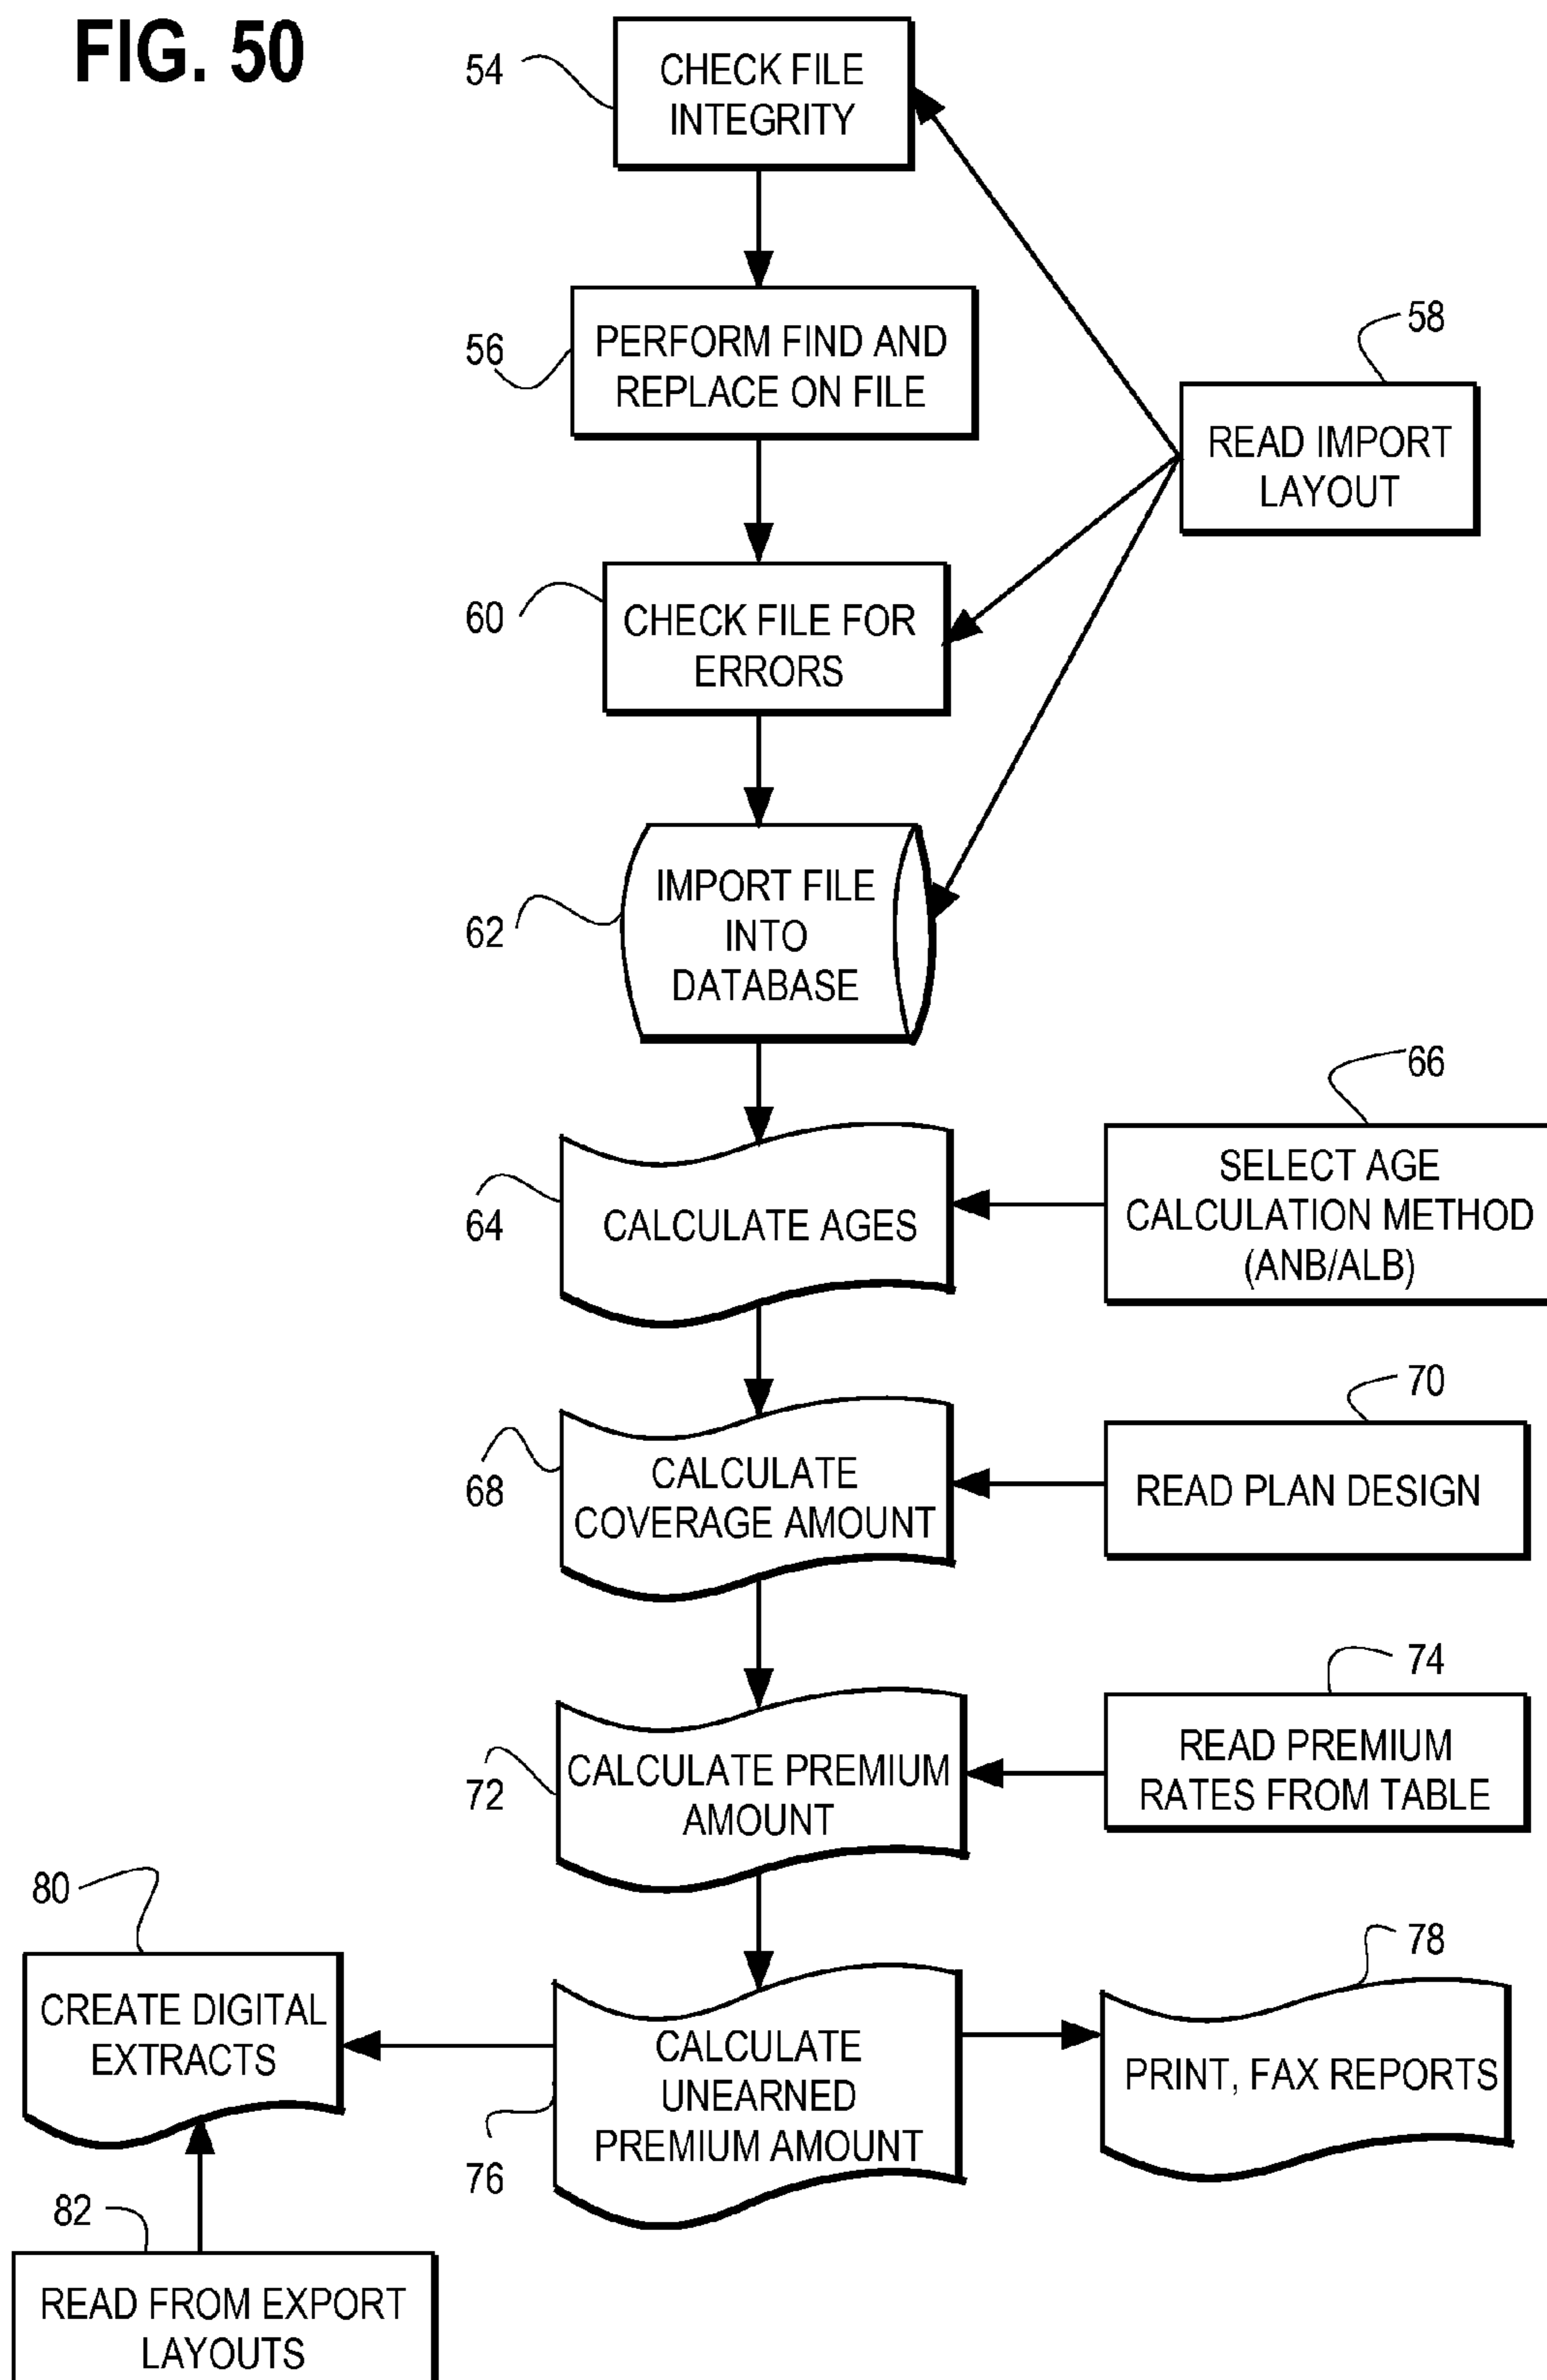 FIG. 50
54
CHECK FILE
INTEGRITY
56
PERFORM FIND AND
REPLACE ON FILE
58
READ IMPORT
LAYOUT
60
CHECK FILE FOR
ERRORS
62
IMPORT FILE
INTO
DATABASE
64
CALCULATE AGES
66
SELECT AGE
CALCULATION METHOD
(ANB/ALB)
68
CALCULATE
COVERAGE AMOUNT
70
READ PLAN DESIGN
72
CALCULATE PREMIUM
AMOUNT
74
READ PREMIUM
RATES FROM TABLE
80
CREATE DIGITAL
EXTRACTS
76
CALCULATE
UNEARNED
PREMIUM AMOUNT
78
PRINT, FAX REPORTS
82
READ FROM EXPORT
LAYOUTS